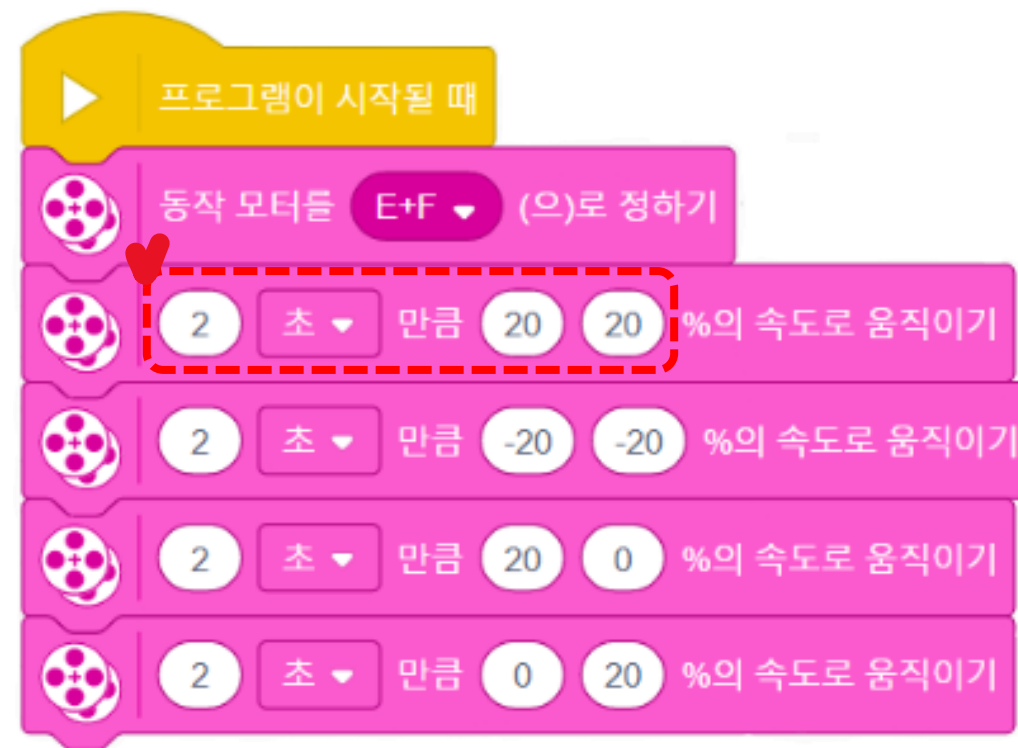 프로그램이 시작될 때
동작 모터를 E+F (으)로 정하기
2 초 만큼 20 20 %의 속도로 움직이기
2 초 만큼 -20 -20 %의 속도로 움직이기
2 초 만큼 20 0 %의 속도로 움직이기
2 초 만큼 0 20 %의 속도로 움직이기